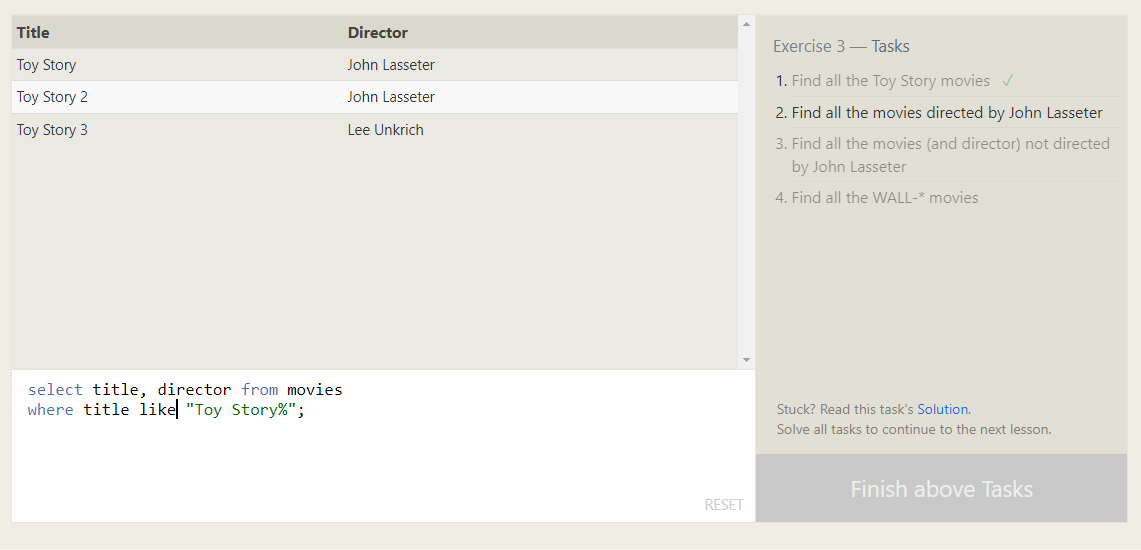 Title Director
Toy Story John Lasseter
Toy Story 2 John Lasseter
Toy Story 3 Lee Unkrich
select title, director from movies
where title like "Toy Story%";
RESET
Exercise 3 — Tasks
1. Find all the Toy Story movies ✓
2. Find all the movies directed by John Lasseter
3. Find all the movies (and director) not directed
by John Lasseter
4. Find all the WALL-* movies
Stuck? Read this task's Solution.
Solve all tasks to continue to the next lesson.
Finish above Tasks